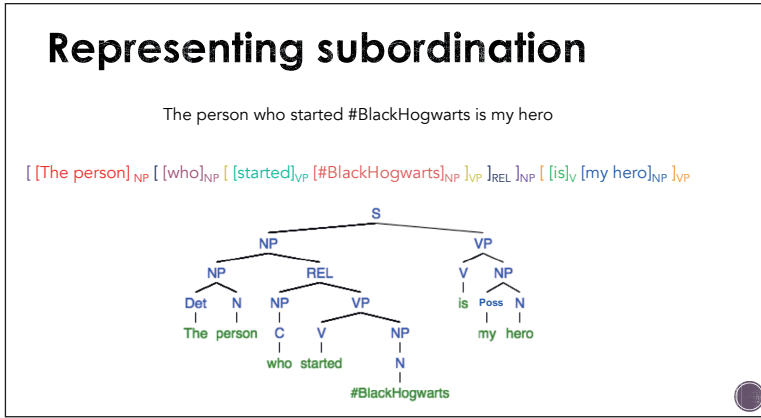 Representing subordination
The person who started #BlackHogwarts is my hero
[ [The person] NP [ [who]NP [ [started]VP [#BlackHogwarts]NP ]VP ]REL ]NP [ [is]V [my hero]NP ]VP
S
NP VP
NP REL V NP
Det N NP VP is Poss N
The person C V NP my hero
who started N
#BlackHogwarts